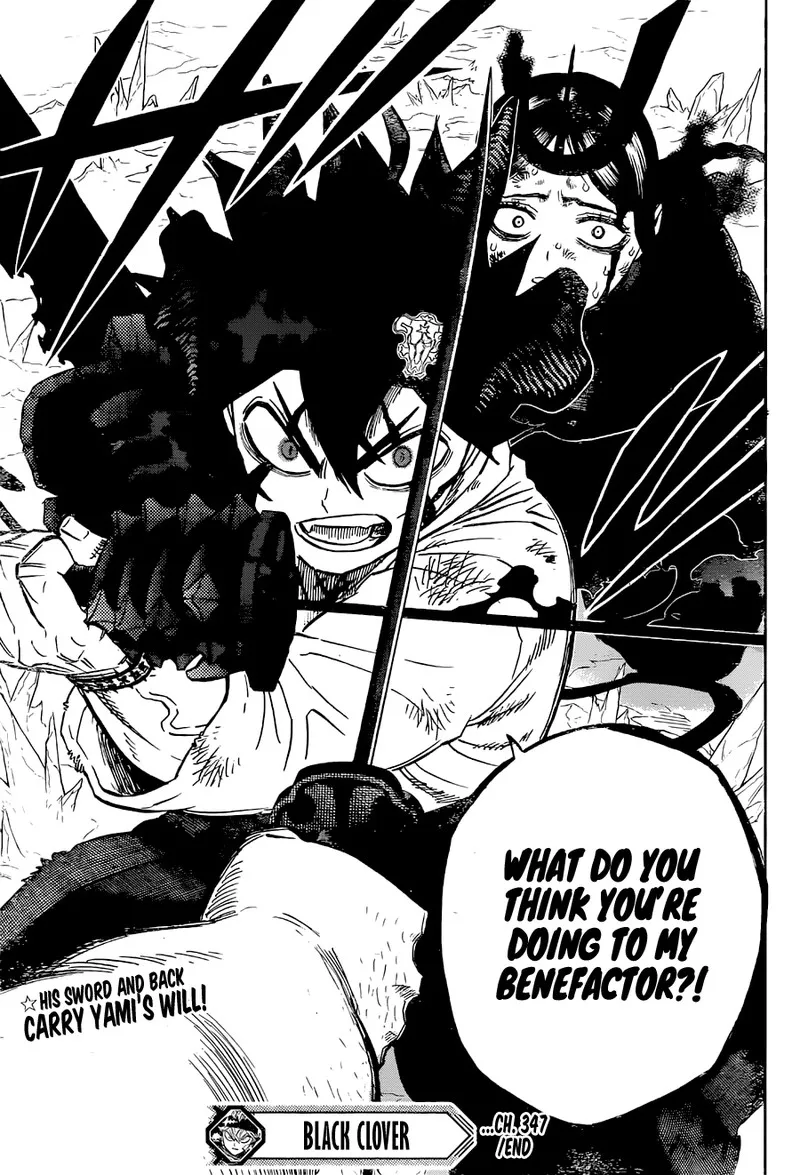 WHAT DO YOU
THINK YOU'RE
DOING TO MY
BENEFACTOR?!
☆HIS SWORD AND BACK
CARRY YAMI'S WILL!
BLACK CLOVER
...CH. 347
/END